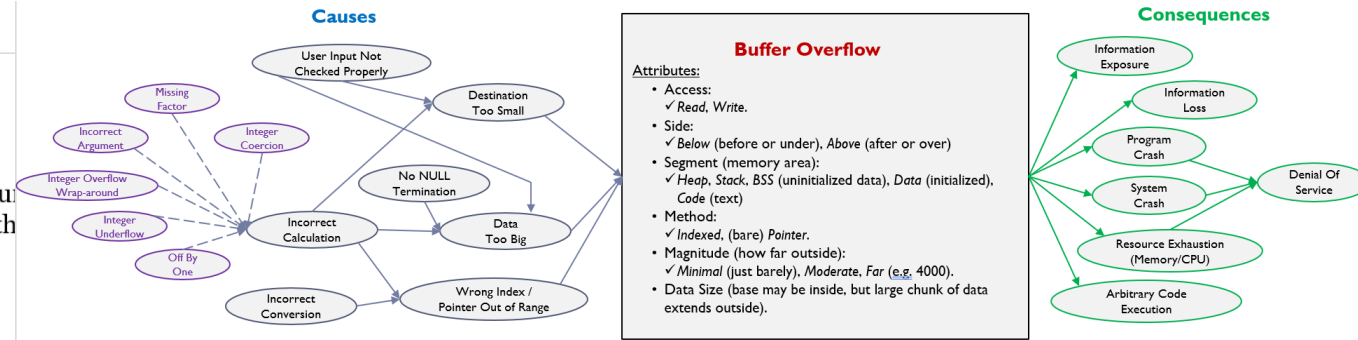 Causes
User Input Not
Checked Properly
Missing
Factor
Incorrect
Argument
Integer
Coercion
Integer Overflow
Wrap-around
Integer
Underflow
Off By
One
Incorrect
Calculation
Incorrect
Conversion
Destination
Too Small
No NULL
Termination
Data
Too Big
Wrong Index /
Pointer Out of Range
Buffer Overflow
Attributes:
• Access:
✓Read, Write.
• Side:
✓Below (before or under), Above (after or over)
• Segment (memory area):
✓Heap, Stack, BSS (uninitialized data), Data (initialized),
Code (text)
• Method:
✓Indexed, (bare) Pointer.
• Magnitude (how far outside):
✓Minimal (just barely), Moderate, Far (e.g. 4000).
• Data Size (base may be inside, but large chunk of data
extends outside).
Consequences
Information
Exposure
Information
Loss
Program
Crash
System
Crash
Resource Exhaustion
(Memory/CPU)
Arbitrary Code
Execution
Denial Of
Service